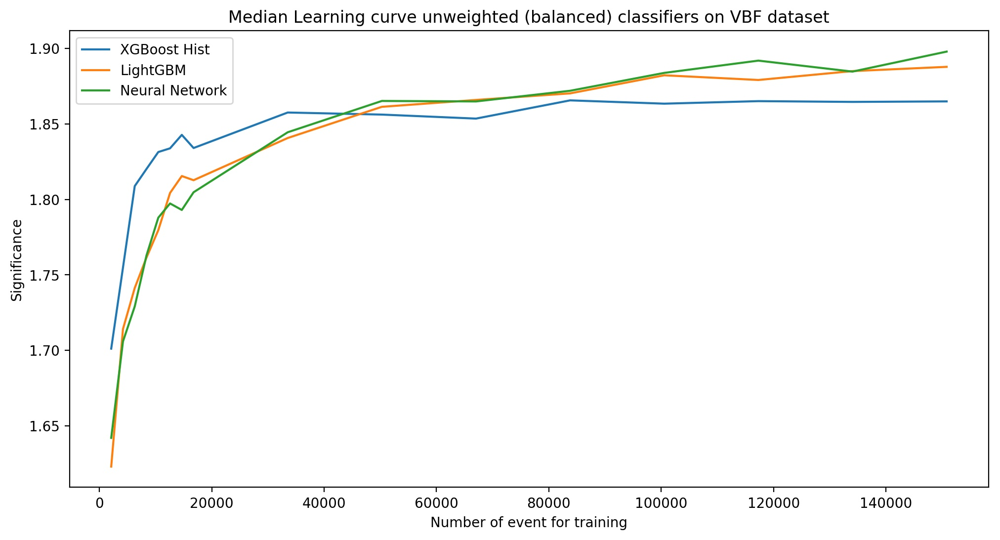 Median Learning curve unweighted (balanced) classifiers on VBF dataset
XGBoost Hist
LightGBM
Neural Network
1.90
1.85
1.80
1.75
1.70
1.65
Significance
0 20000 40000 60000 80000 100000 120000 140000
Number of event for training